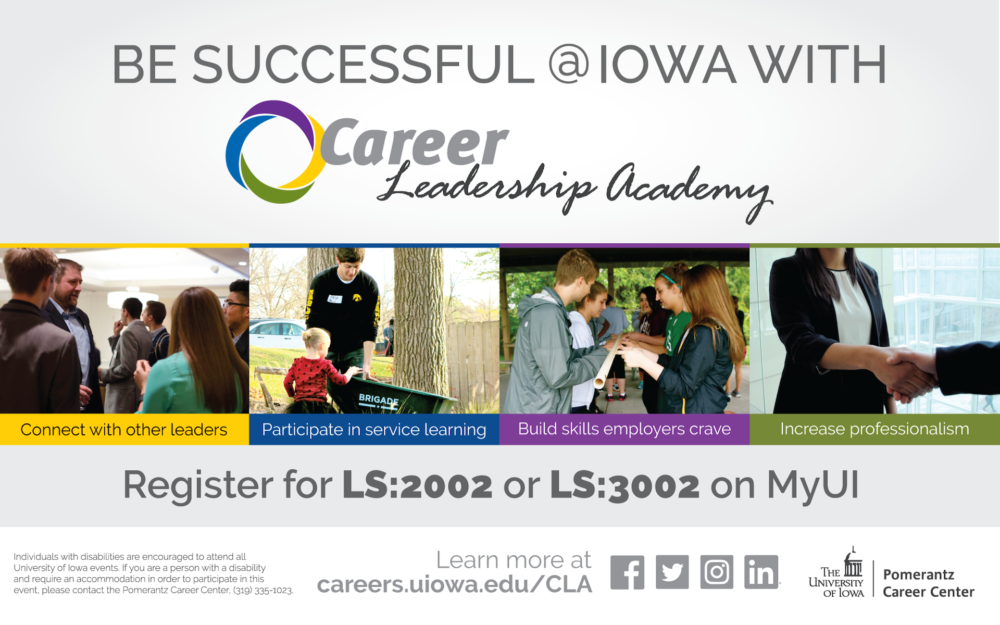 BE SUCCESSFUL @IOWA WITH
Career
Leadership Academy
BRIGADE
Connect with other leaders
Participate in service learning
Build skills employers crave
Increase professionalism
Register for LS:2002 or LS:3002 on MyUI
Individuals with disabilities are encouraged to attend all
University of Iowa events. If you are a person with a disability
and require an accommodation in order to participate in this
event, please contact the Pomerantz Career Center, (319) 335-1023.
Learn more at
careers.uiowa.edu/CLA
f
in
THE
UNIVERSITY
OF IOWA
Pomerantz
Career Center